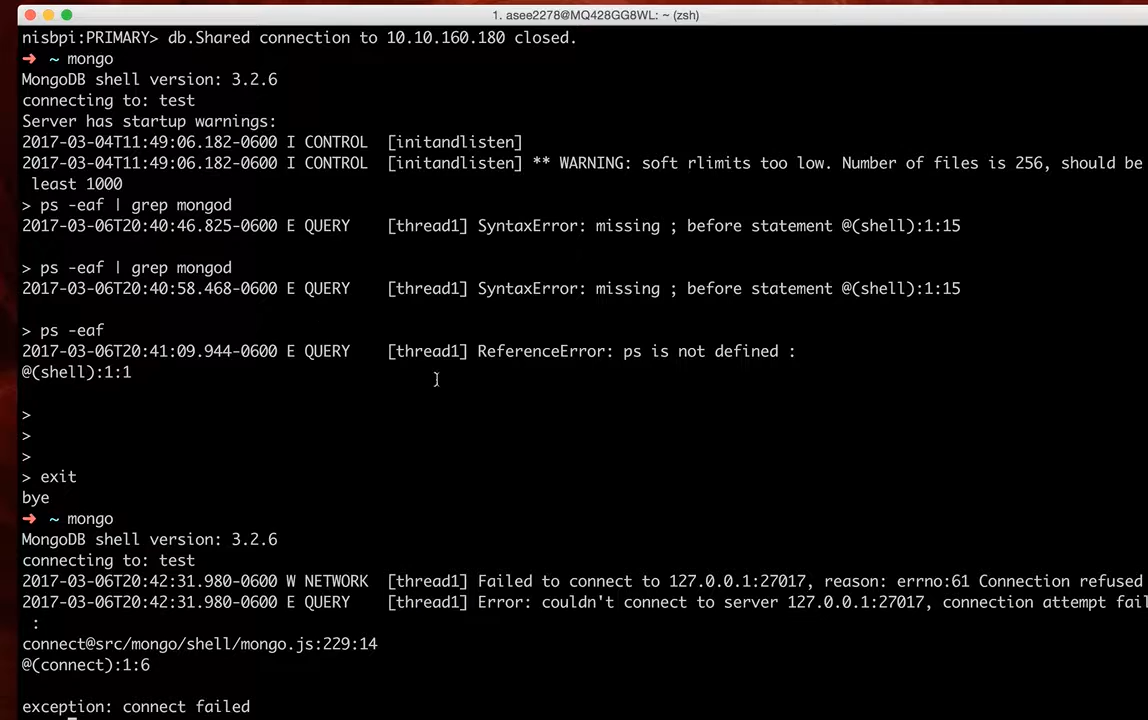 1. asee2278@MQ428GG8WL: ~ (zsh)
nisbpi:PRIMARY> db.Shared connection to 10.10.160.180 closed.
➜ ~ mongo
MongoDB shell version: 3.2.6
connecting to: test
Server has startup warnings:
2017-03-04T11:49:06.182-0600 I CONTROL  [initandlisten]
2017-03-04T11:49:06.182-0600 I CONTROL  [initandlisten] ** WARNING: soft rlimits too low. Number of files is 256, should be
 least 1000
> ps -eaf | grep mongod
2017-03-06T20:40:46.825-0600 E QUERY    [thread1] SyntaxError: missing ; before statement @(shell):1:15
> ps -eaf | grep mongod
2017-03-06T20:40:58.468-0600 E QUERY    [thread1] SyntaxError: missing ; before statement @(shell):1:15
> ps -eaf
2017-03-06T20:41:09.944-0600 E QUERY    [thread1] ReferenceError: ps is not defined :
@(shell):1:1
>
>
>
> exit
bye
➜ ~ mongo
MongoDB shell version: 3.2.6
connecting to: test
2017-03-06T20:42:31.980-0600 W NETWORK  [thread1] Failed to connect to 127.0.0.1:27017, reason: errno:61 Connection refused
2017-03-06T20:42:31.980-0600 E QUERY    [thread1] Error: couldn't connect to server 127.0.0.1:27017, connection attempt fail
 :
connect@src/mongo/shell/mongo.js:229:14
@(connect):1:6
exception: connect failed